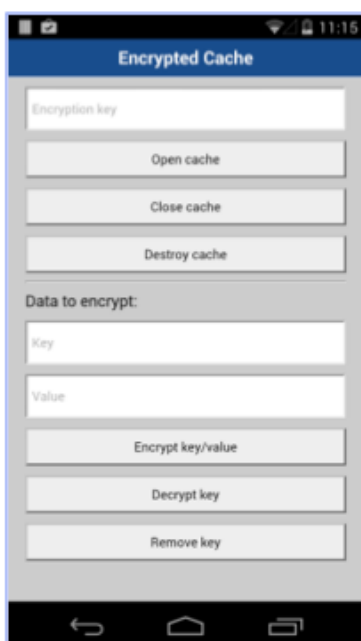 11:15
Encrypted Cache
Encryption key
Open cache
Close cache
Destroy cache
Data to encrypt:
Key
Value
Encrypt key/value
Decrypt key
Remove key